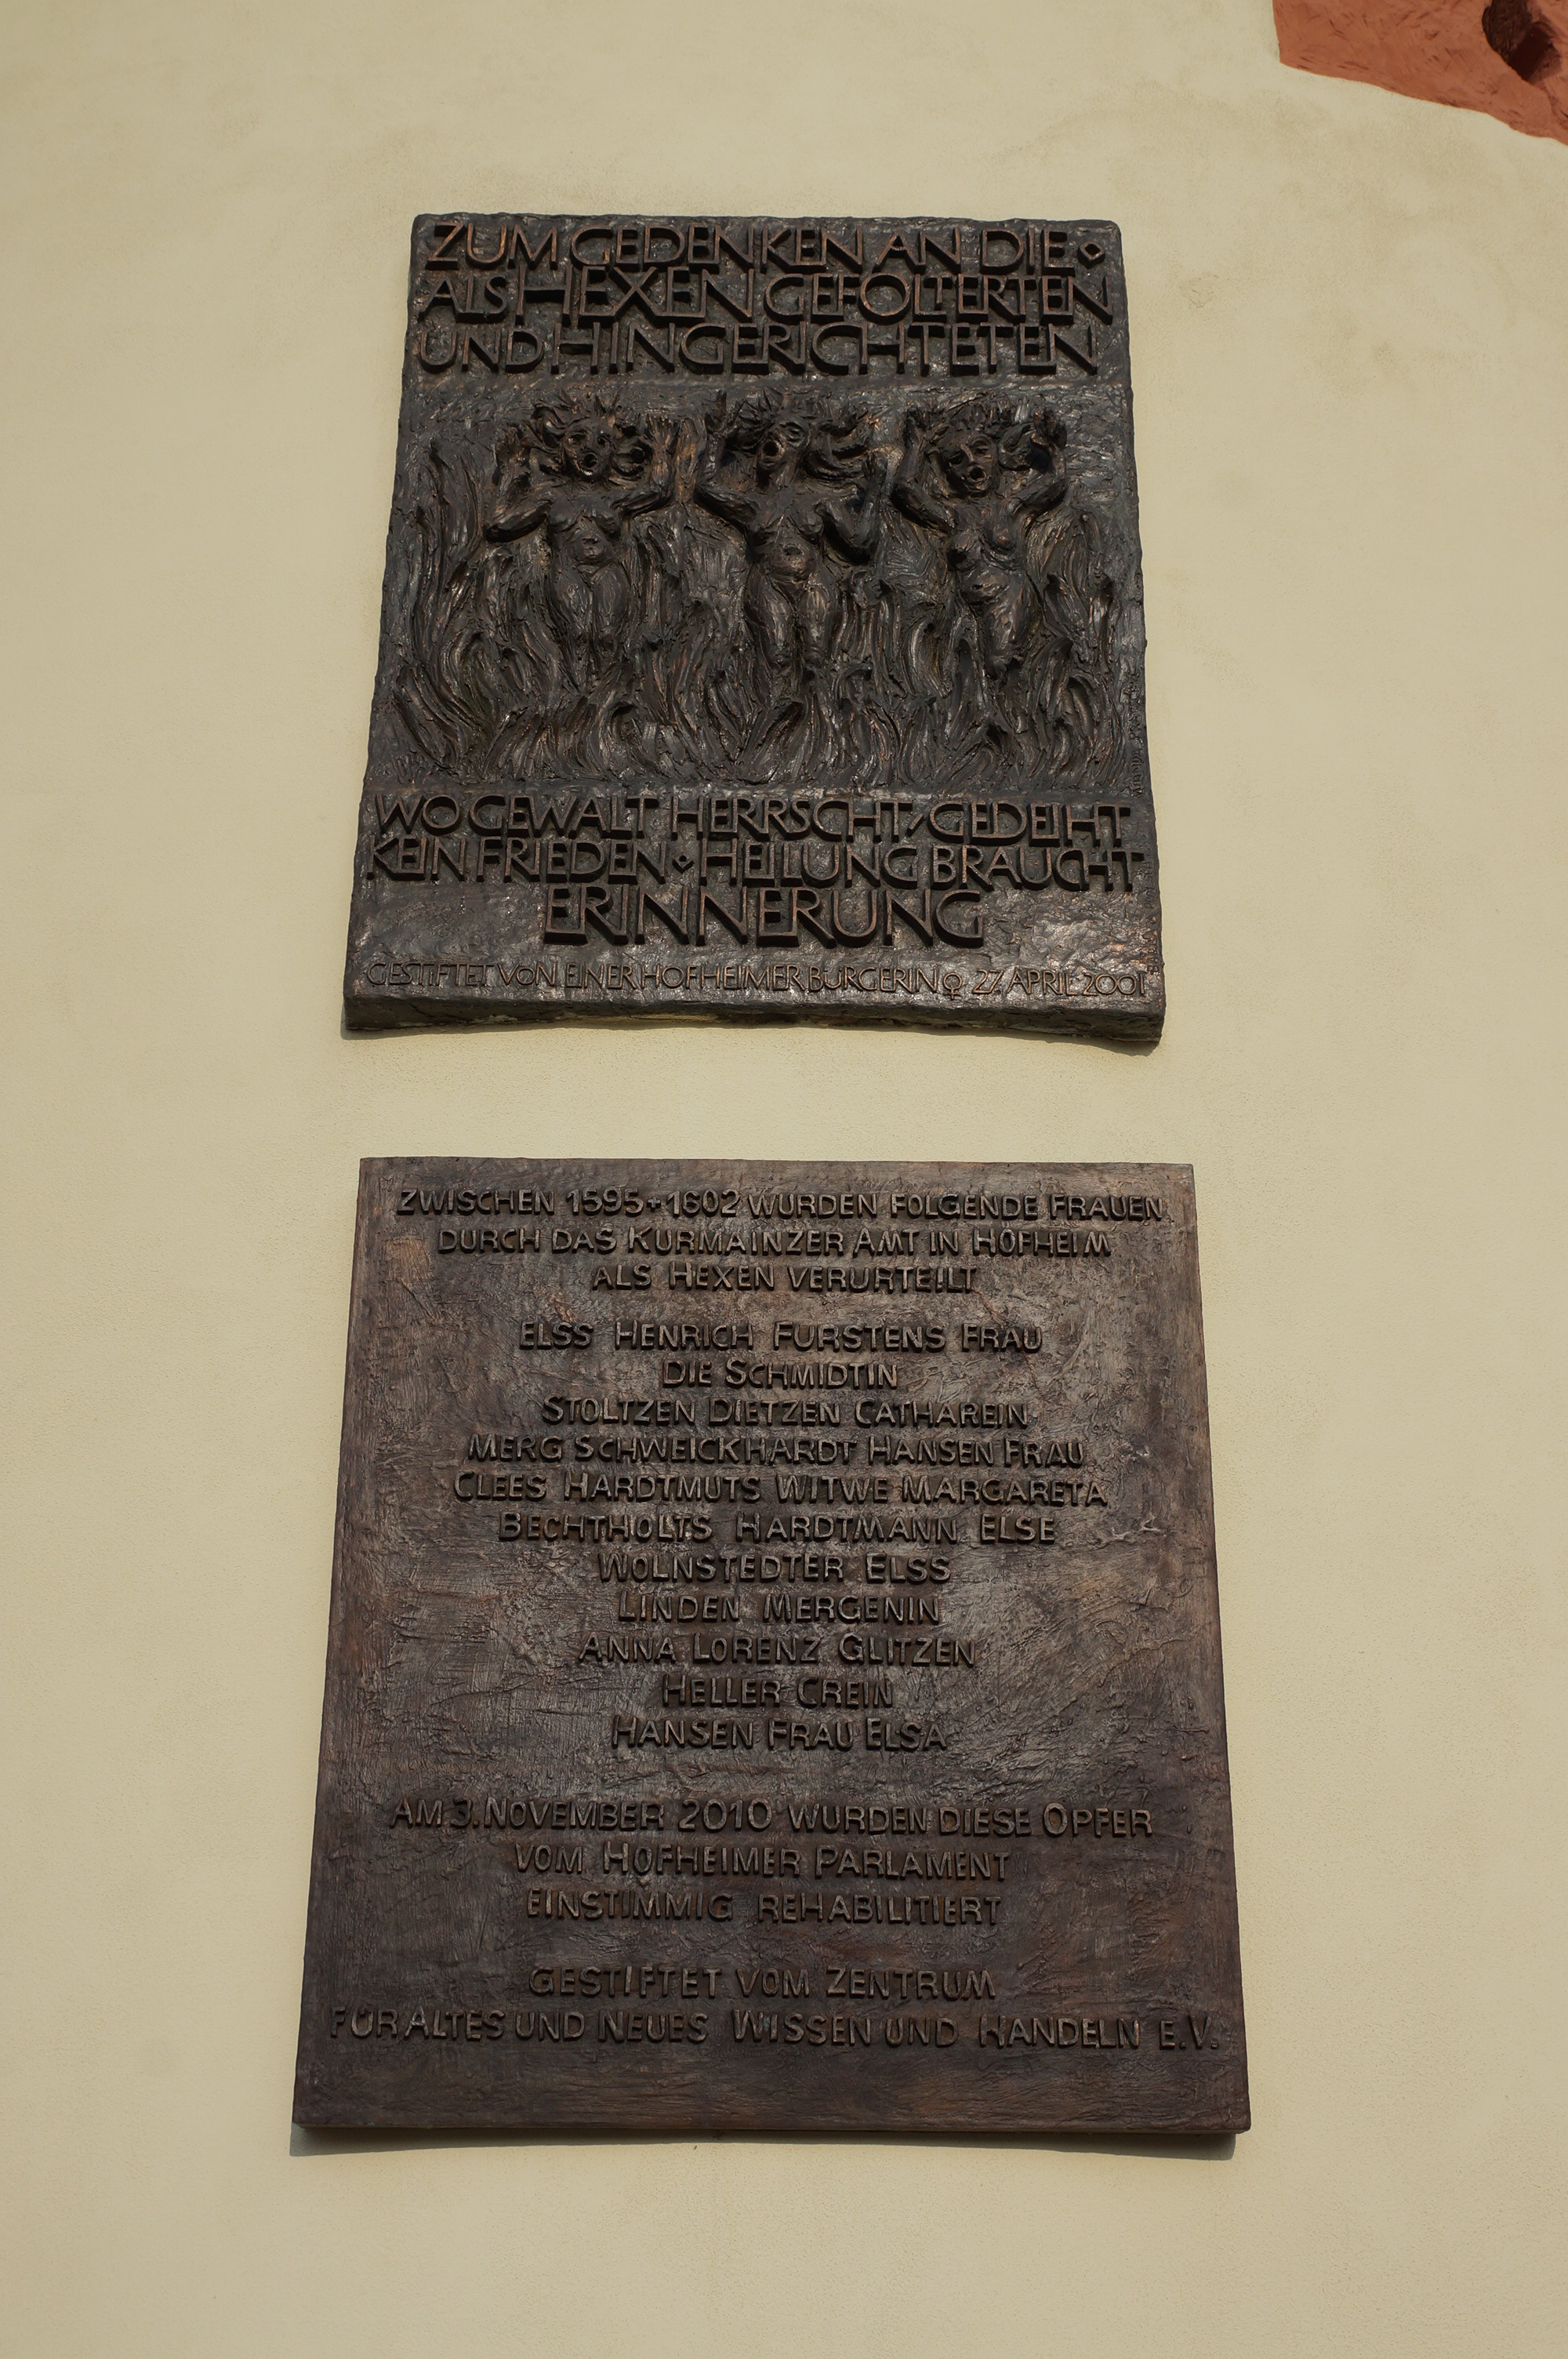 ZUM GEDENKEN AN DIE
ALS HEXEN GEFOLTERTEN
UND HINGERICHTETEN
WO GEWALT HERRSCHT, GEDEIHT
KEIN FRIEDEN · HEILUNG BRAUCHT
ERINNERUNG
GESTIFTET VON EINER HOFHEIMER BÜRGERIN ♀ 27. APRIL 2001
ZWISCHEN 1595+1602 WURDEN FOLGENDE FRAUEN
DURCH DAS KURMAINZER AMT IN HOFHEIM
ALS HEXEN VERURTEILT
ELSS HENRICH FURSTENS FRAU
DIE SCHMIDTIN
STOLTZEN DIETZEN CATHAREIN
MERG SCHWEICKHARDT HANSEN FRAU
CLEES HARDTMUTS WITWE MARGARETA
BECHTHOLTS HARDTMANN ELSE
WOLNSTEDTER ELSS
LINDEN MERGENIN
ANNA LORENZ GLITZEN
HELLER CREIN
HANSEN FRAU ELSA
AM 3. NOVEMBER 2010 WURDEN DIESE OPFER
VOM HOFHEIMER PARLAMENT
EINSTIMMIG REHABILITIERT
GESTIFTET VOM ZENTRUM
FÜR ALTES UND NEUES WISSEN UND HANDELN E.V.